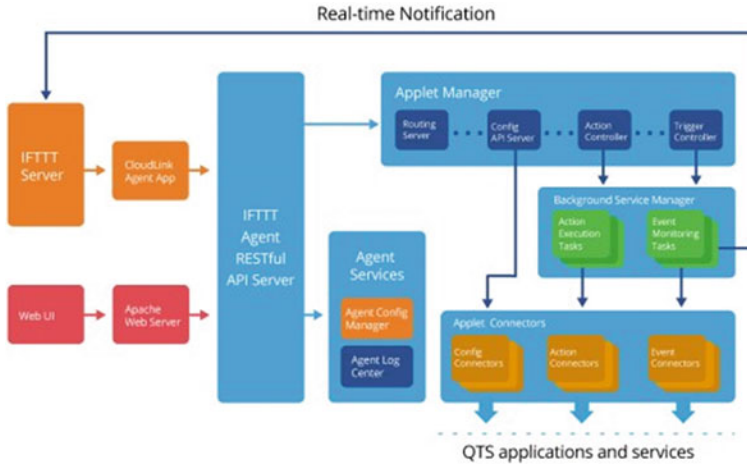 Real-time Notification
Applet Manager
Routing
Server
Config
API Server
Action
Controller
Trigger
Controller
IFTTT
Server
CloudLink
Agent App
IFTTT
Agent
RESTful
API Server
Background Service Manager
Action
Execution
Tasks
Event
Monitoring
Tasks
Agent
Services
Agent Config
Manager
Agent Log
Center
Web UI
Apache
Web Server
Applet Connectors
Config
Connectors
Action
Connectors
Event
Connectors
QTS applications and services